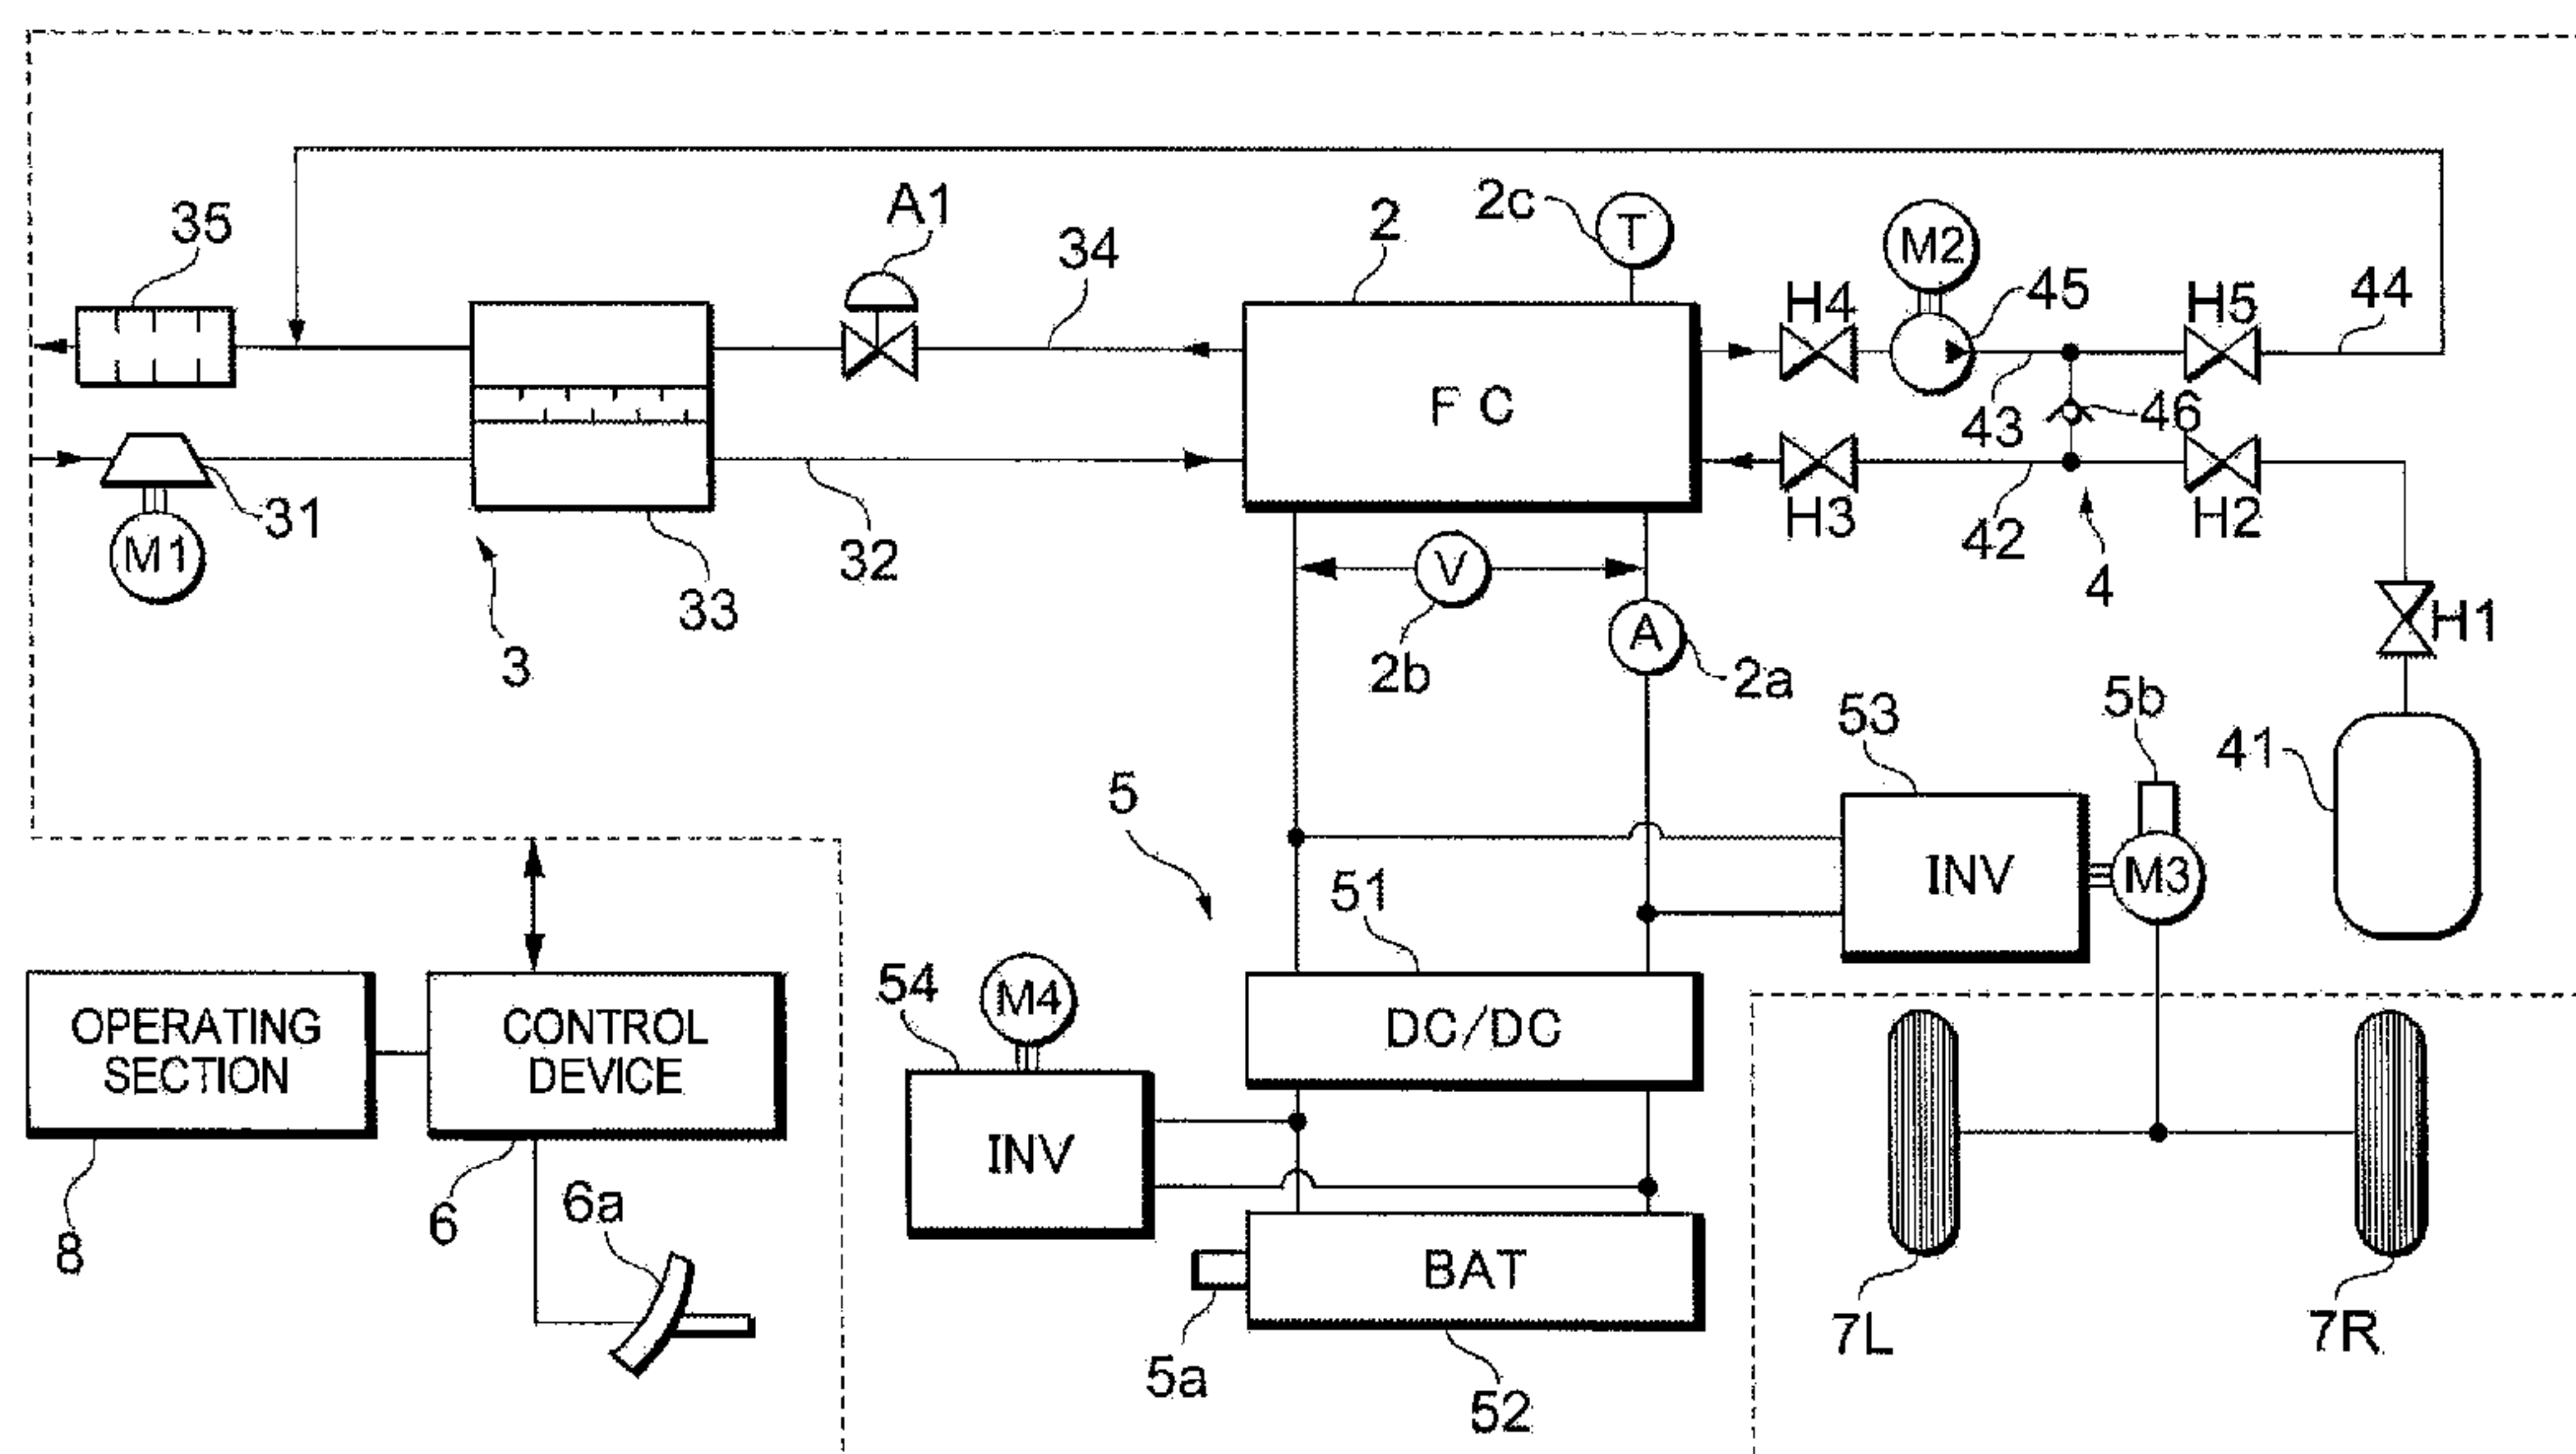 A1
2c
T
M2
35
34
2
H4
45
H5
44
FC
43
46
31
M1
32
33
3
V
2b
A
2a
H3
42
4
H2
H1
53
5b
41
5
51
INV
M3
54
M4
DC/DC
OPERATING
SECTION
CONTROL
DEVICE
INV
8
6
6a
BAT
5a
52
7L
7R